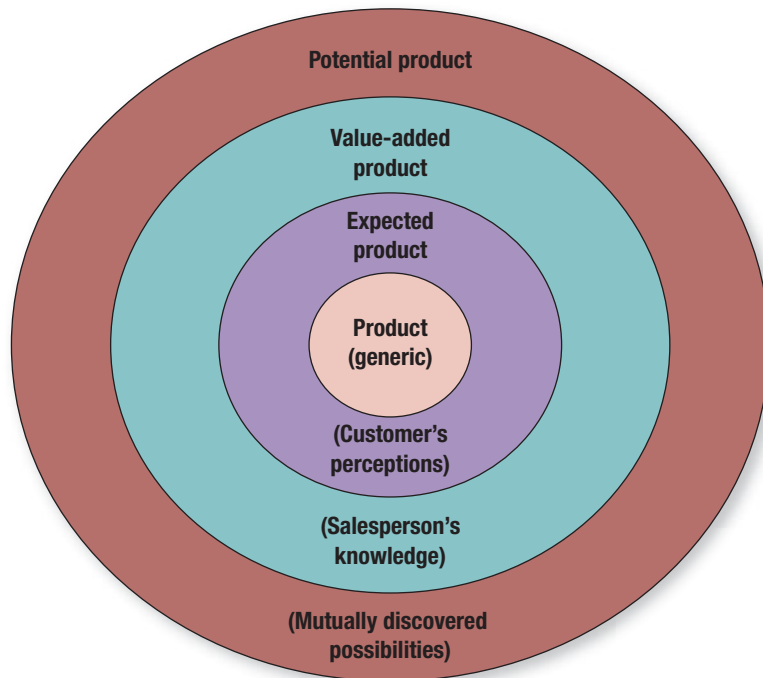 Potential product
Value-added
product
Expected
product
Product
(generic)
(Customer’s
perceptions)
(Salesperson’s
knowledge)
(Mutually discovered
possibilities)